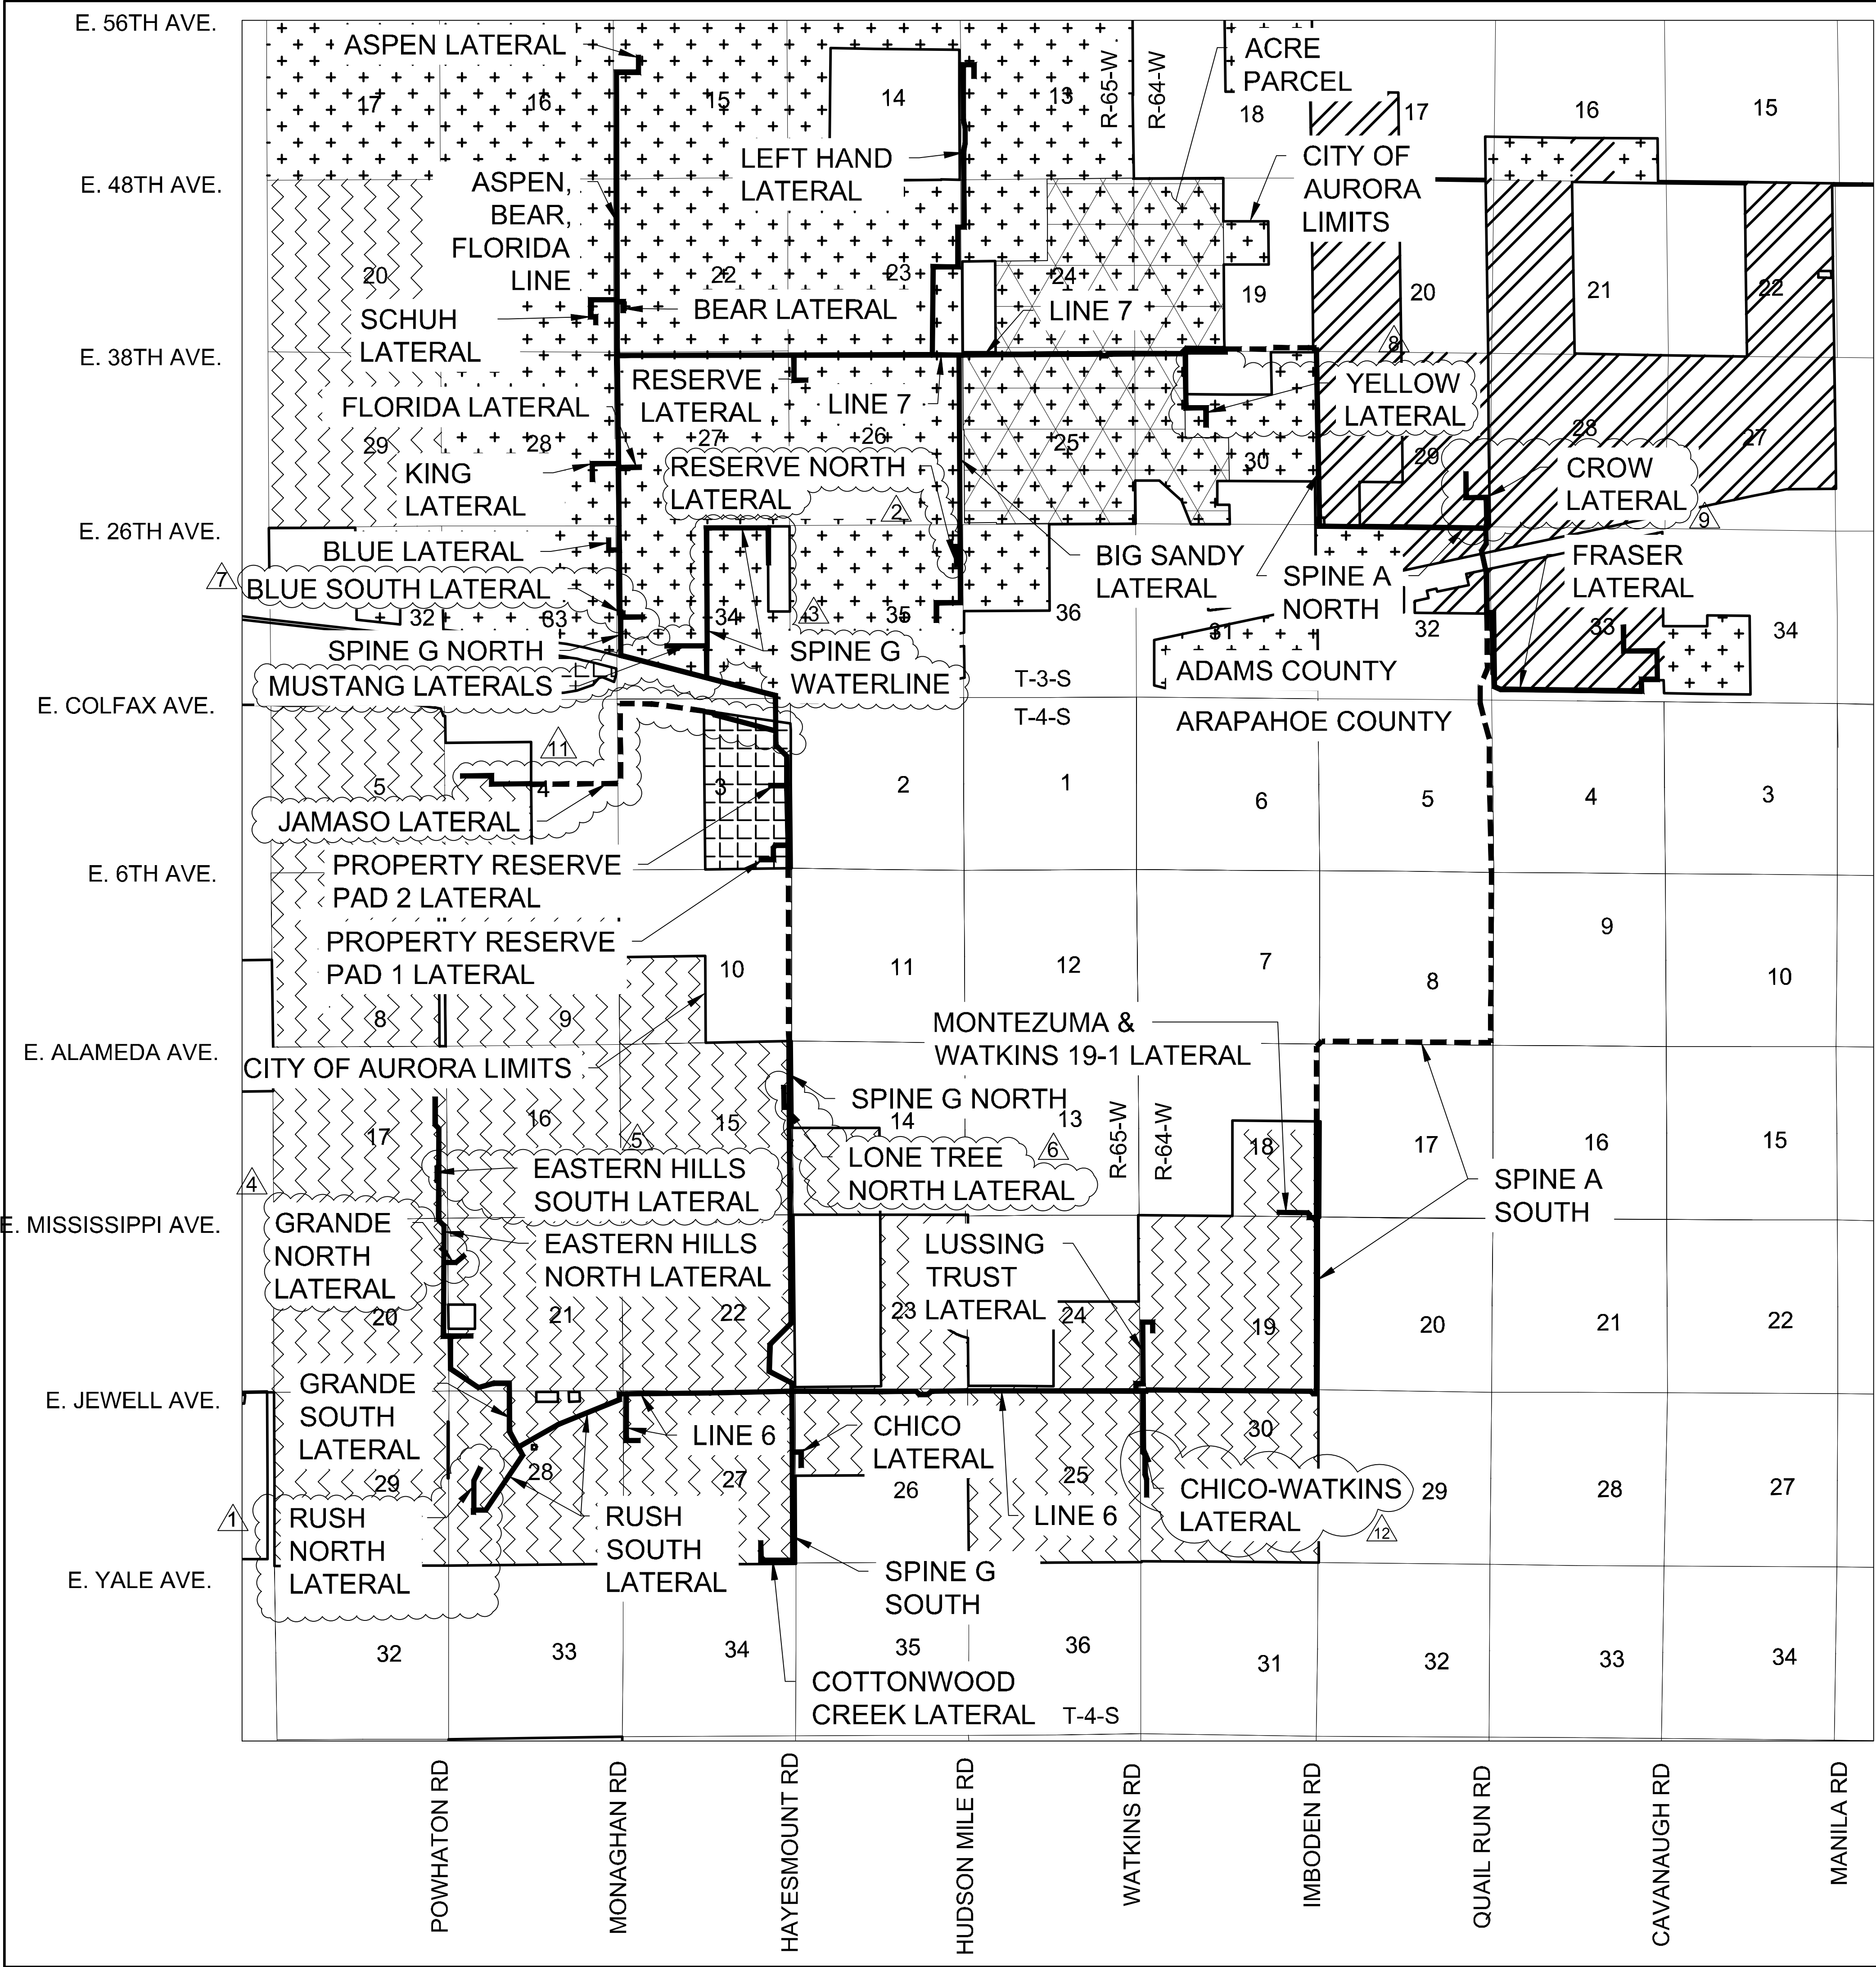 E. 56TH AVE.
ASPEN LATERAL
ACRE
PARCEL
R-65-W
R-64-W
17
16
15
14
13
18
17
16
15
LEFT HAND
LATERAL
CITY OF
AURORA
LIMITS
E. 48TH AVE.
ASPEN,
BEAR,
FLORIDA
LINE
20
22
23
24
19
20
21
22
SCHUH
LATERAL
BEAR LATERAL
LINE 7
E. 38TH AVE.
8
RESERVE
LATERAL
LINE 7
YELLOW
LATERAL
FLORIDA LATERAL
29
28
27
26
25
30
29
28
27
KING
LATERAL
RESERVE NORTH
LATERAL
2
CROW
LATERAL
9
E. 26TH AVE.
BLUE LATERAL
BIG SANDY
LATERAL
SPINE A
NORTH
FRASER
LATERAL
7
BLUE SOUTH LATERAL
32
33
34
3
35
36
31
32
33
34
SPINE G NORTH
SPINE G
WATERLINE
MUSTANG LATERALS
T-3-S
ADAMS COUNTY
E. COLFAX AVE.
T-4-S
ARAPAHOE COUNTY
11
5
4
3
2
1
6
5
4
3
JAMASO LATERAL
E. 6TH AVE.
PROPERTY RESERVE
PAD 2 LATERAL
PROPERTY RESERVE
PAD 1 LATERAL
8
9
10
11
12
7
8
9
10
MONTEZUMA &
WATKINS 19-1 LATERAL
E. ALAMEDA AVE.
CITY OF AURORA LIMITS
SPINE G NORTH
17
16
15
14
13
R-65-W
R-64-W
18
17
16
15
5
6
4
EASTERN HILLS
SOUTH LATERAL
LONE TREE
NORTH LATERAL
SPINE A
SOUTH
E. MISSISSIPPI AVE.
GRANDE
NORTH
LATERAL
EASTERN HILLS
NORTH LATERAL
LUSSING
TRUST
LATERAL
20
21
22
23
24
19
20
21
22
E. JEWELL AVE.
GRANDE
SOUTH
LATERAL
LINE 6
CHICO
LATERAL
30
29
28
27
26
25
29
28
27
CHICO-WATKINS
LATERAL
12
1
RUSH
NORTH
LATERAL
RUSH
SOUTH
LATERAL
LINE 6
E. YALE AVE.
SPINE G
SOUTH
32
33
34
35
36
31
32
33
34
COTTONWOOD
CREEK LATERAL
T-4-S
POWHATON RD
MONAGHAN RD
HAYESMOUNT RD
HUDSON MILE RD
WATKINS RD
IMBODEN RD
QUAIL RUN RD
CAVANAUGH RD
MANILA RD